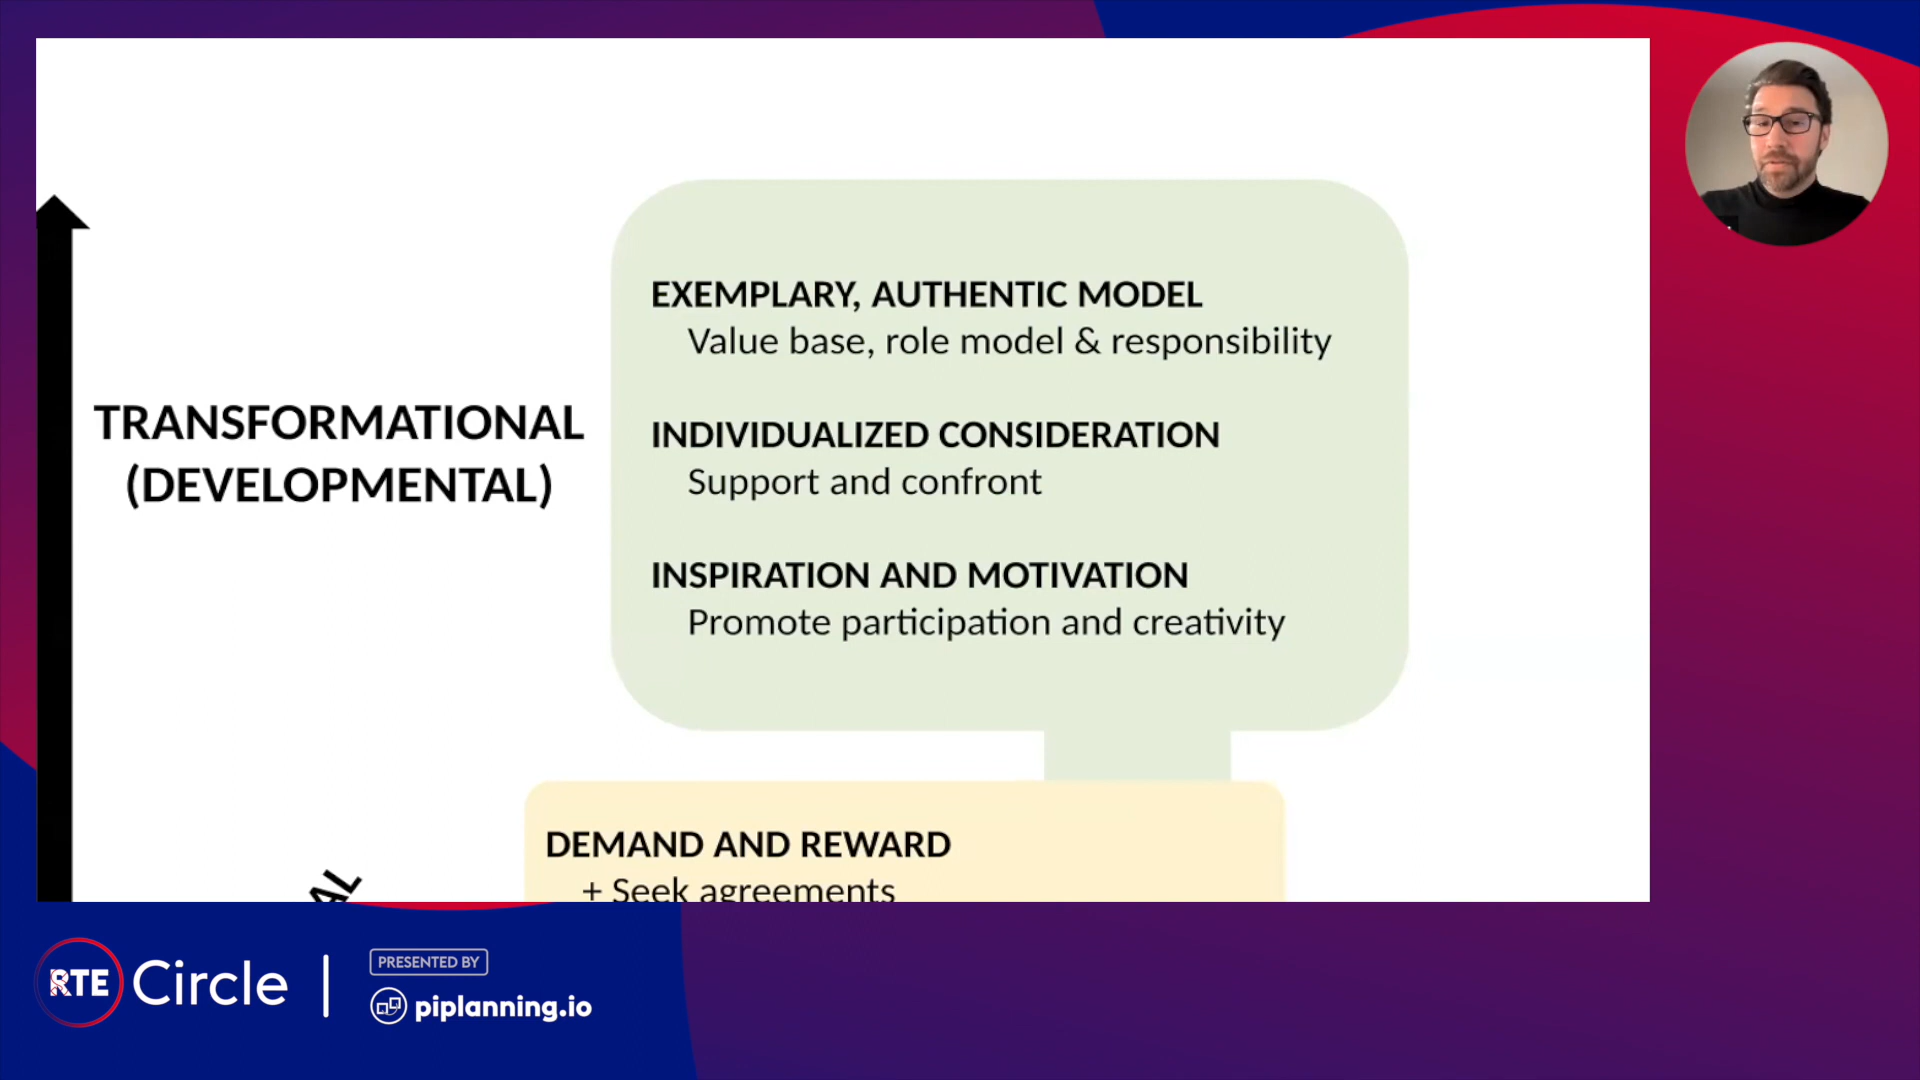 EXEMPLARY, AUTHENTIC MODEL
Value base, role model & responsibility
TRANSFORMATIONAL
(DEVELOPMENTAL)
INDIVIDUALIZED CONSIDERATION
Support and confront
INSPIRATION AND MOTIVATION
Promote participation and creativity
DEMAND AND REWARD
+ Seek agreements
AL
RTE Circle
PRESENTED BY
piplanning.io